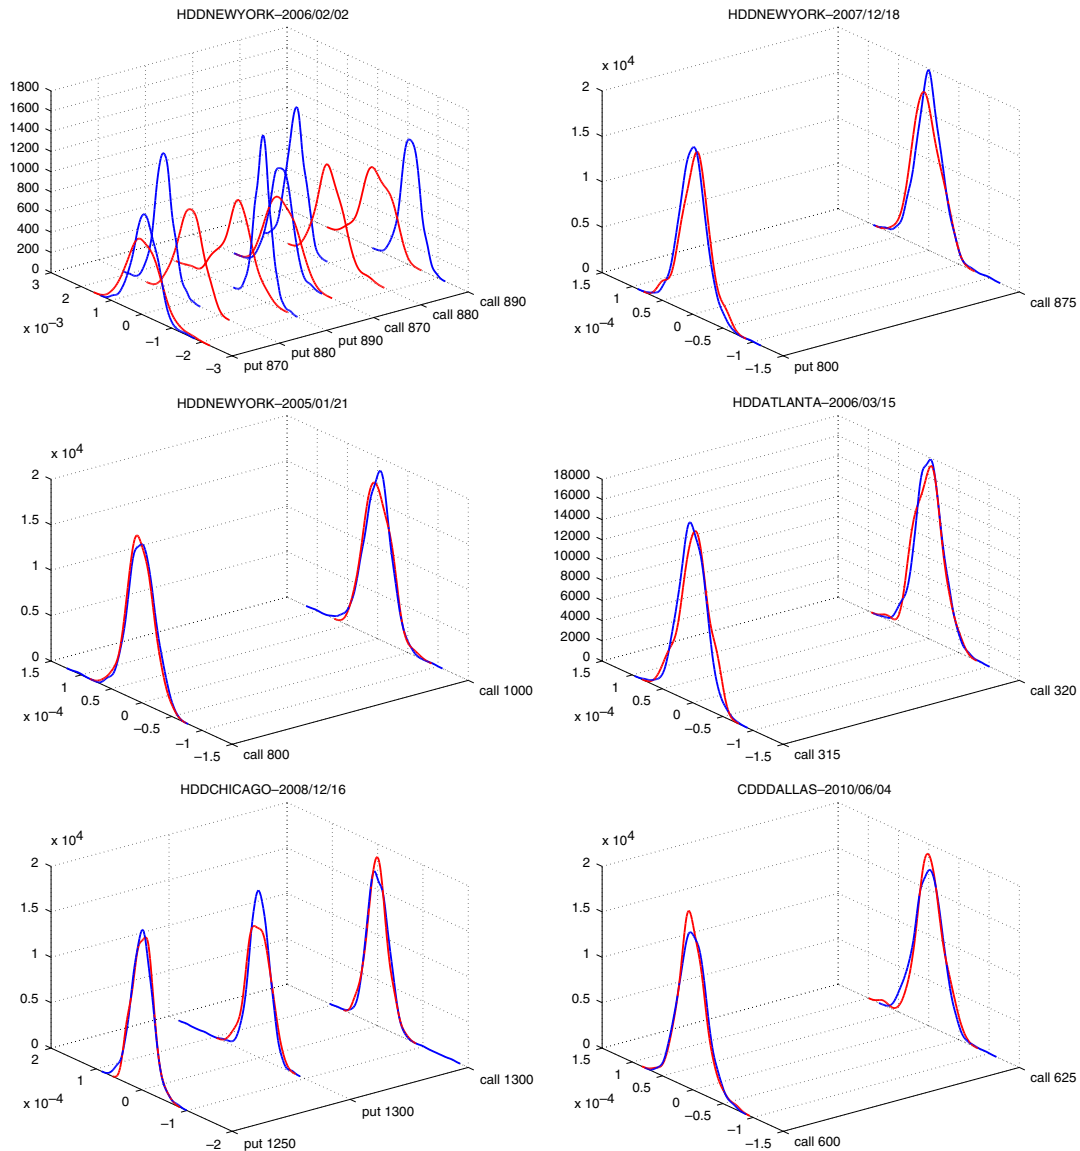 HDDNEWYORK–2006/02/02
1800
1600
1400
1200
1000
800
600
400
200
0
3
2
1
0
−1
−2
−3
x 10⁻³
put 870
put 880
put 890
call 870
call 880
call 890
HDDNEWYORK–2007/12/18
x 10⁴
2
1.5
1
0.5
0
1.5
1
0.5
0
−0.5
−1
−1.5
x 10⁻⁴
put 800
call 875
HDDNEWYORK–2005/01/21
x 10⁴
2
1.5
1
0.5
0
1.5
1
0.5
0
−0.5
−1
−1.5
x 10⁻⁴
call 800
call 1000
HDDATLANTA–2006/03/15
18000
16000
14000
12000
10000
8000
6000
4000
2000
0
1.5
1
0.5
0
−0.5
−1
−1.5
x 10⁻⁴
call 315
call 320
HDDCHICAGO–2008/12/16
x 10⁴
2
1.5
1
0.5
0
2
1
0
−1
−2
x 10⁻⁴
put 1250
put 1300
call 1300
CDDDALLAS–2010/06/04
x 10⁴
2
1.5
1
0.5
0
1.5
1
0.5
0
−0.5
−1
−1.5
x 10⁻⁴
call 600
call 625